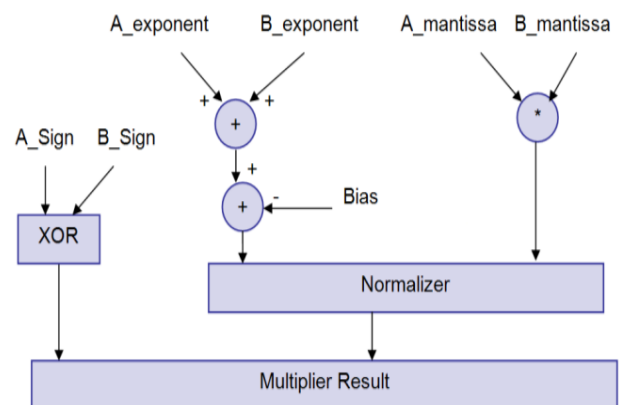 A_exponent B_exponent A_mantissa B_mantissa
+ +
+ *
A_Sign B_Sign
+
- Bias
+
XOR
Normalizer
Multiplier Result